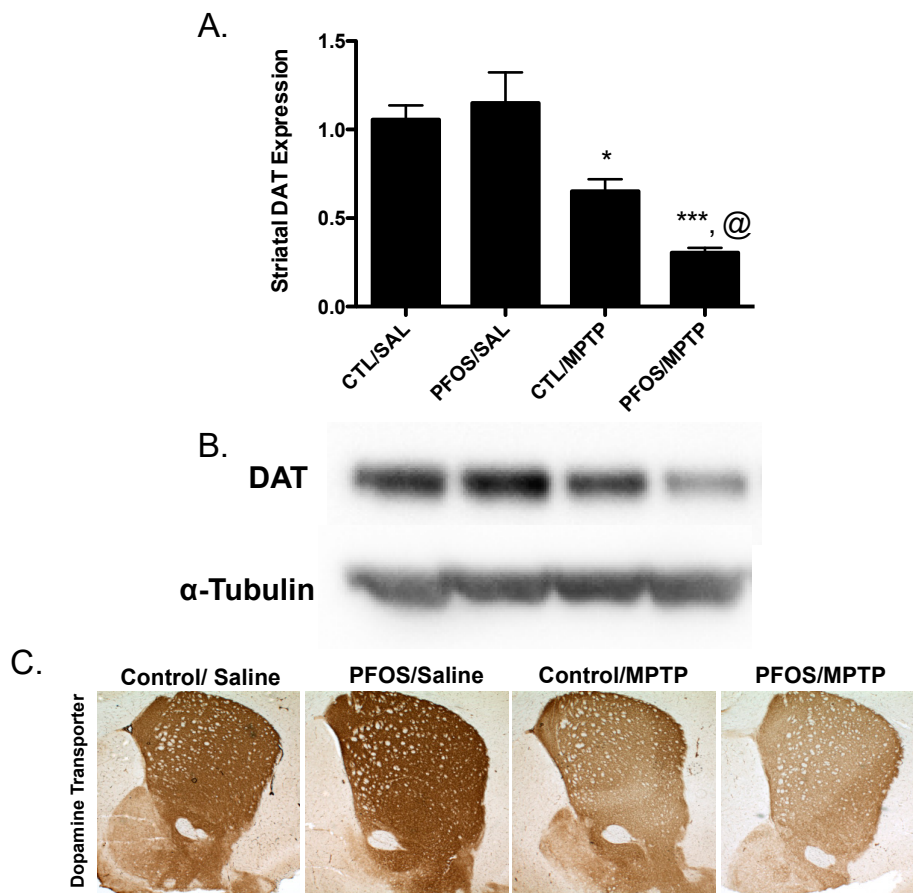 A.
Striatal DAT Expression
1.5
1.0
0.5
0.0
*
***, @
CTL/SAL
PFOS/SAL
CTL/MPTP
PFOS/MPTP
B.
DAT
α-Tubulin
C.
Control/ Saline
PFOS/Saline
Control/MPTP
PFOS/MPTP
Dopamine Transporter